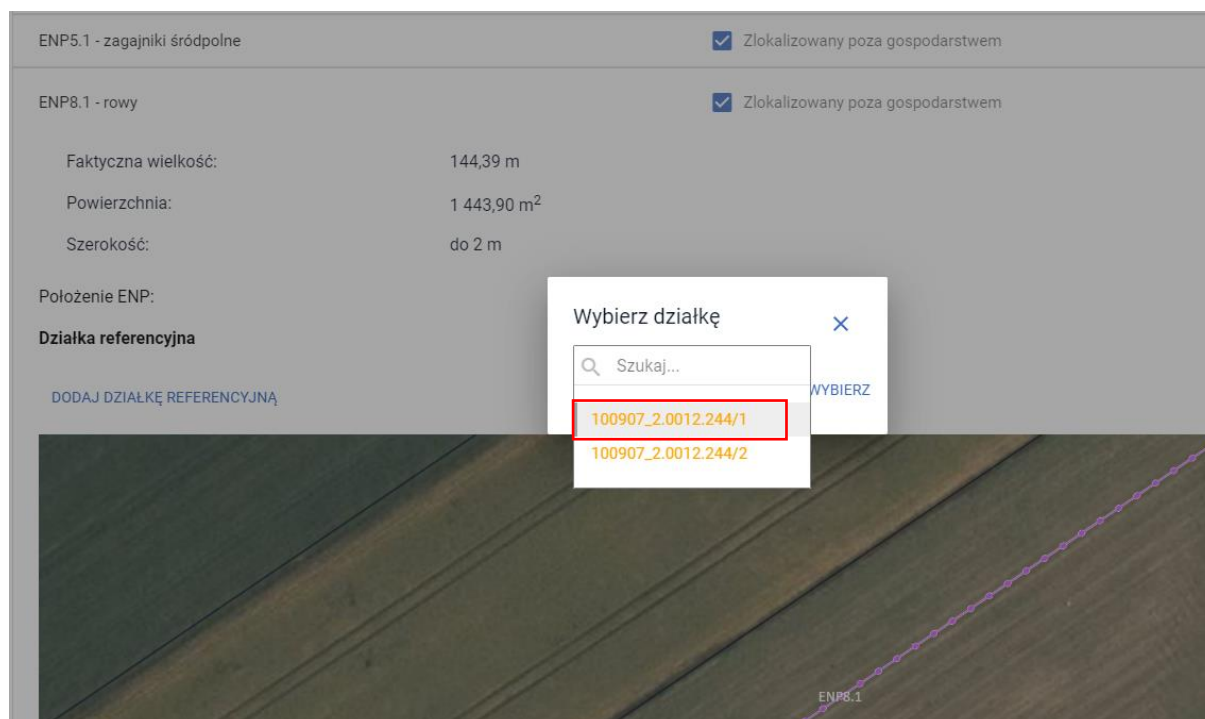 ENP5.1 - zagajniki śródpolne Zlokalizowany poza gospodarstwem
ENP8.1 - rowy Zlokalizowany poza gospodarstwem
Faktyczna wielkość: 144,39 m
Powierzchnia: 1 443,90 m²
Szerokość: do 2 m
Położenie ENP:
Działka referencyjna
DODAJ DZIAŁKĘ REFERENCYJNĄ
Wybierz działkę
Szukaj...
WYBIERZ
100907_2.0012.244/1
100907_2.0012.244/2
ENP8.1